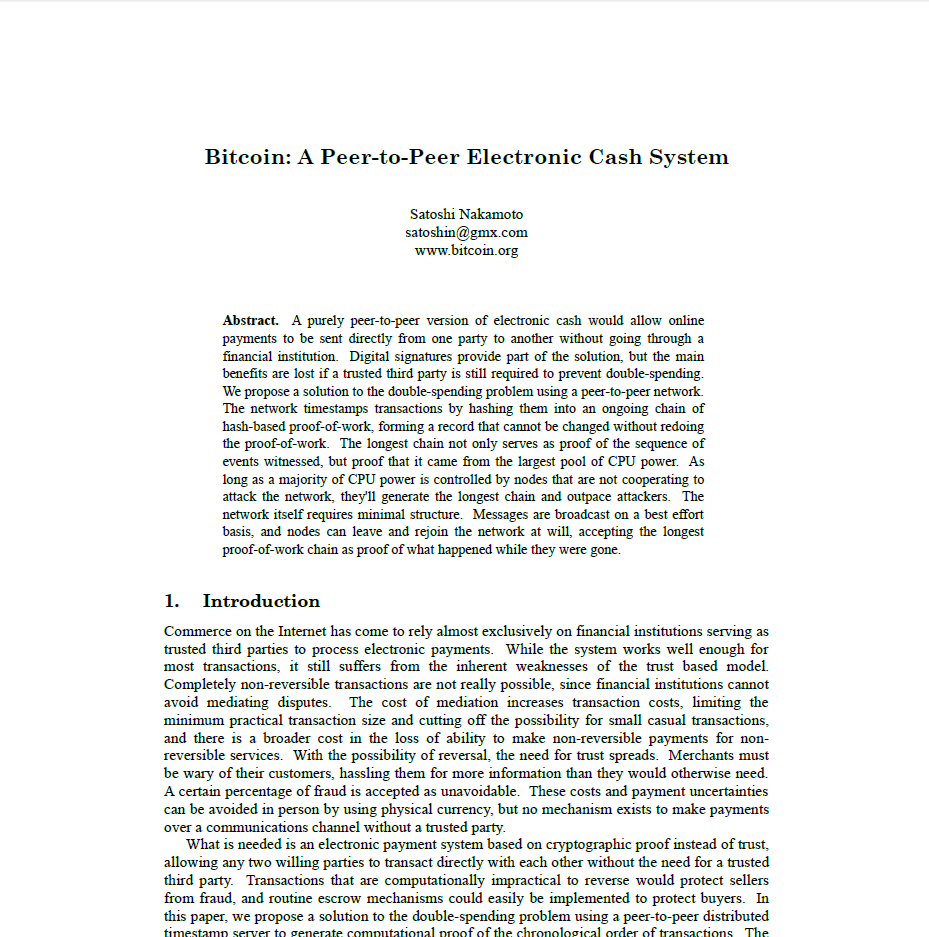 Bitcoin: A Peer-to-Peer Electronic Cash System
Satoshi Nakamoto
satoshin@gmx.com
www.bitcoin.org
Abstract. A purely peer-to-peer version of electronic cash would allow online
payments to be sent directly from one party to another without going through a
financial institution. Digital signatures provide part of the solution, but the main
benefits are lost if a trusted third party is still required to prevent double-spending.
We propose a solution to the double-spending problem using a peer-to-peer network.
The network timestamps transactions by hashing them into an ongoing chain of
hash-based proof-of-work, forming a record that cannot be changed without redoing
the proof-of-work. The longest chain not only serves as proof of the sequence of
events witnessed, but proof that it came from the largest pool of CPU power. As
long as a majority of CPU power is controlled by nodes that are not cooperating to
attack the network, they'll generate the longest chain and outpace attackers. The
network itself requires minimal structure. Messages are broadcast on a best effort
basis, and nodes can leave and rejoin the network at will, accepting the longest
proof-of-work chain as proof of what happened while they were gone.
1. Introduction
Commerce on the Internet has come to rely almost exclusively on financial institutions serving as
trusted third parties to process electronic payments. While the system works well enough for
most transactions, it still suffers from the inherent weaknesses of the trust based model.
Completely non-reversible transactions are not really possible, since financial institutions cannot
avoid mediating disputes. The cost of mediation increases transaction costs, limiting the
minimum practical transaction size and cutting off the possibility for small casual transactions,
and there is a broader cost in the loss of ability to make non-reversible payments for non-
reversible services. With the possibility of reversal, the need for trust spreads. Merchants must
be wary of their customers, hassling them for more information than they would otherwise need.
A certain percentage of fraud is accepted as unavoidable. These costs and payment uncertainties
can be avoided in person by using physical currency, but no mechanism exists to make payments
over a communications channel without a trusted party.
What is needed is an electronic payment system based on cryptographic proof instead of trust,
allowing any two willing parties to transact directly with each other without the need for a trusted
third party. Transactions that are computationally impractical to reverse would protect sellers
from fraud, and routine escrow mechanisms could easily be implemented to protect buyers. In
this paper, we propose a solution to the double-spending problem using a peer-to-peer distributed
timestamp server to generate computational proof of the chronological order of transactions. The